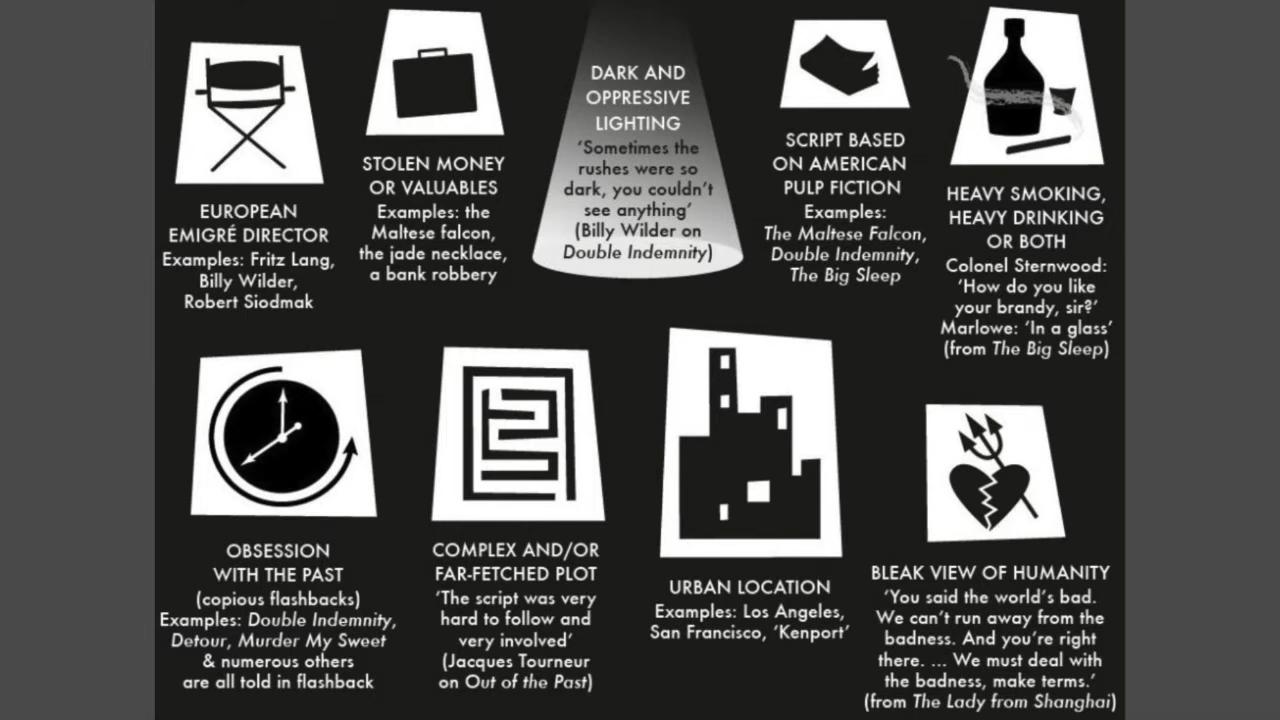 EUROPEAN
EMIGRÉ DIRECTOR
Examples: Fritz Lang,
Billy Wilder,
Robert Siodmak
STOLEN MONEY
OR VALUABLES
Examples: the
Maltese falcon,
the jade necklace,
a bank robbery
DARK AND
OPPRESSIVE
LIGHTING
‘Sometimes the
rushes were so
dark, you couldn’t
see anything’
(Billy Wilder on
Double Indemnity)
SCRIPT BASED
ON AMERICAN
PULP FICTION
Examples:
The Maltese Falcon,
Double Indemnity,
The Big Sleep
HEAVY SMOKING,
HEAVY DRINKING
OR BOTH
Colonel Sternwood:
‘How do you like
your brandy, sir?’
Marlowe: ‘In a glass’
(from The Big Sleep)
OBSESSION
WITH THE PAST
(copious flashbacks)
Examples: Double Indemnity,
Detour, Murder My Sweet
& numerous others
are all told in flashback
COMPLEX AND/OR
FAR-FETCHED PLOT
‘The script was very
hard to follow and
very involved’
(Jacques Tourneur
on Out of the Past)
URBAN LOCATION
Examples: Los Angeles,
San Francisco, ‘Kenport’
BLEAK VIEW OF HUMANITY
‘You said the world’s bad.
We can’t run away from the
badness. And you’re right
there. ... We must deal with
the badness, make terms.’
(from The Lady from Shanghai)